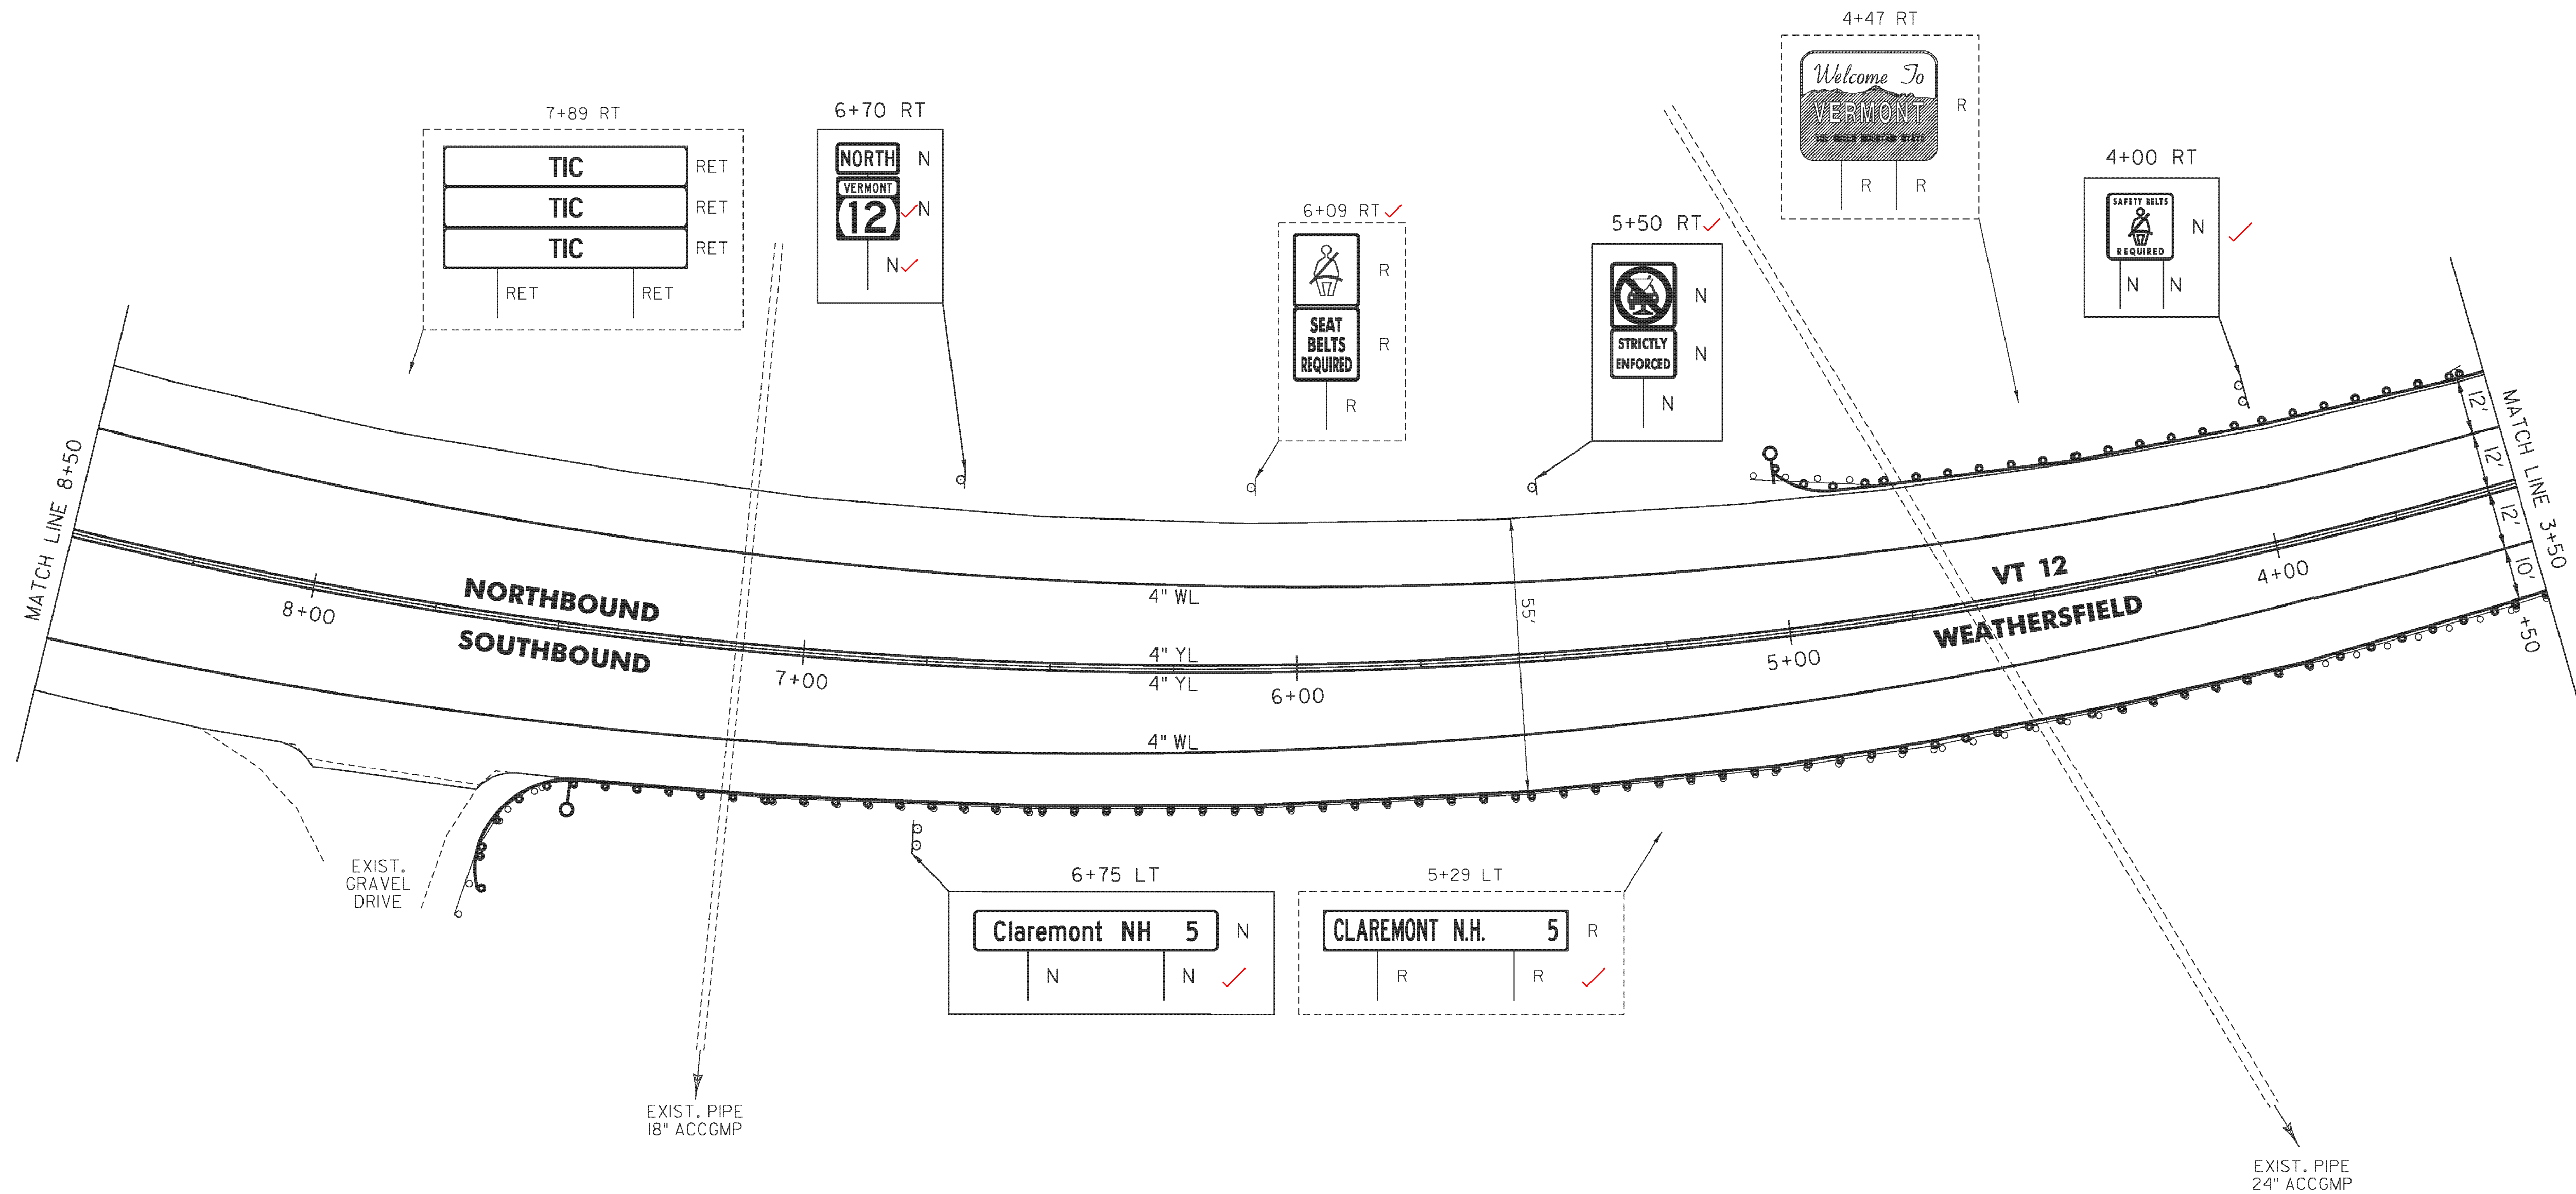 4+47 RT
Welcome To
VERMONT
R
THE GREEN MOUNTAIN STATE
R R
7+89 RT
TIC RET
TIC RET
TIC RET
RET RET
6+70 RT
NORTH N
VERMONT
12 N
N
6+09 RT
R
SEAT
BELTS
REQUIRED
R
R
5+50 RT
N
STRICTLY
ENFORCED
N
N
4+00 RT
SAFETY BELTS
REQUIRED
N
N N
MATCH LINE 8+50
MATCH LINE 3+50
12'
12'
12'
10'
+50
55'
NORTHBOUND
SOUTHBOUND
VT 12
WEATHERSFIELD
8+00
7+00
6+00
5+00
4+00
4" WL
4" YL
4" YL
4" WL
EXIST.
GRAVEL
DRIVE
6+75 LT
Claremont NH 5 N
N N
5+29 LT
CLAREMONT N.H. 5 R
R R
EXIST. PIPE
18" ACCGMP
EXIST. PIPE
24" ACCGMP